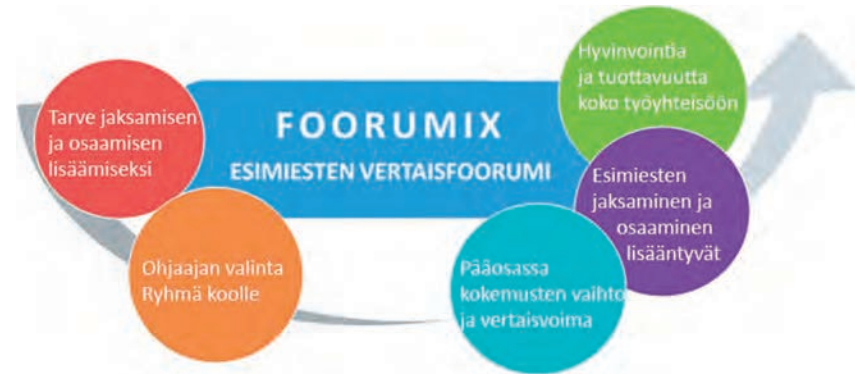 FOORUMIX
ESIMIESTEN VERTAISFOORUMI
Tarve jaksamisen
ja osaamisen
lisäämiseksi
Ohjaajan valinta
Ryhmä koolle
Pääosassa
kokemusten vaihto
ja vertaisvoima
Esimiesten
jaksaminen ja
osaaminen
lisääntyvät
Hyvinvointia
ja tuottavuutta
koko työyhteisöön